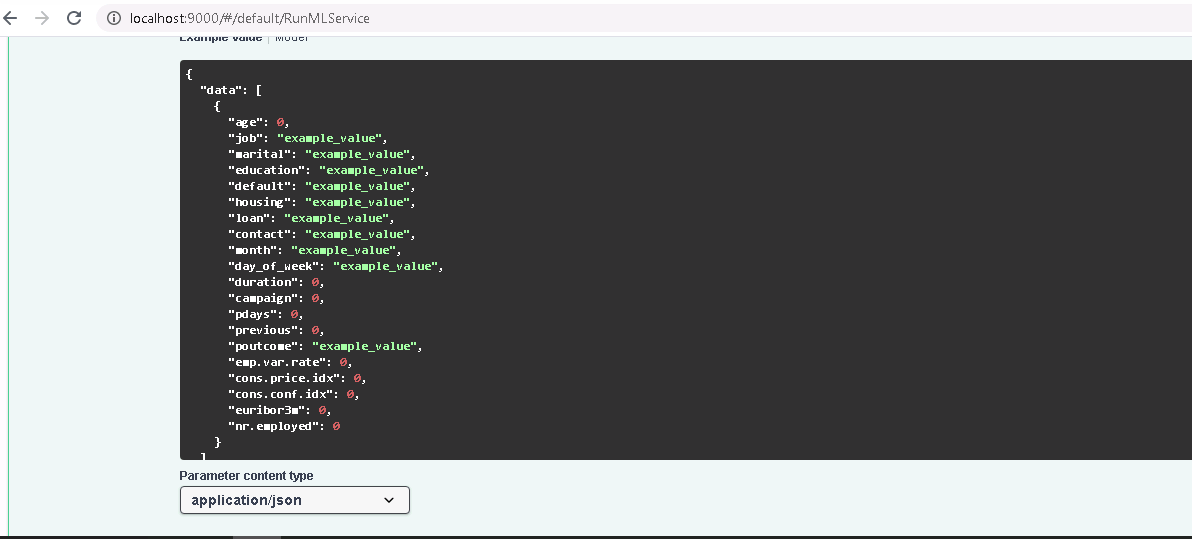 localhost:9000/#/default/RunMLService
Example Value | Model
{
"data": [
{
"age": 0,
"job": "example_value",
"marital": "example_value",
"education": "example_value",
"default": "example_value",
"housing": "example_value",
"loan": "example_value",
"contact": "example_value",
"month": "example_value",
"day_of_week": "example_value",
"duration": 0,
"campaign": 0,
"pdays": 0,
"previous": 0,
"poutcome": "example_value",
"emp.var.rate": 0,
"cons.price.idx": 0,
"cons.conf.idx": 0,
"euribor3m": 0,
"nr.employed": 0
}
]
Parameter content type
application/json